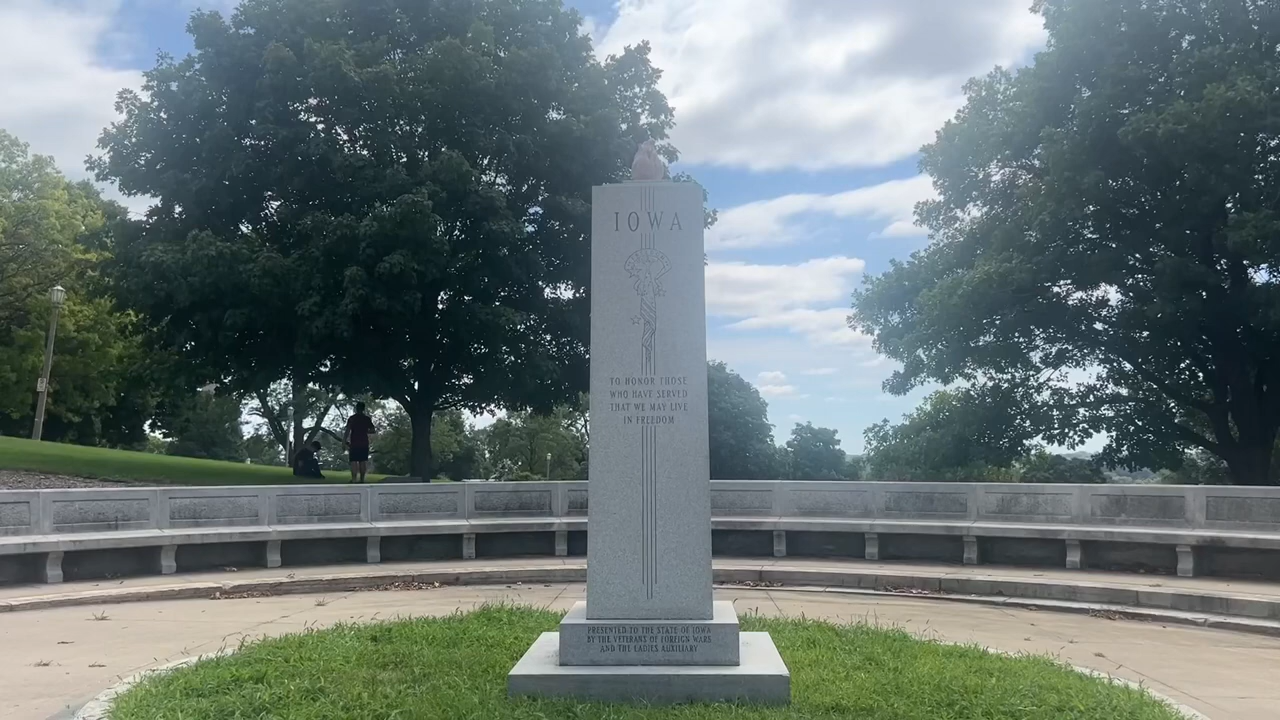 IOWA
TO HONOR THOSE
WHO HAVE SERVED
THAT WE MAY LIVE
IN FREEDOM
PRESENTED TO THE STATE OF IOWA
BY THE VETERANS OF FOREIGN WARS
AND THE LADIES AUXILIARY